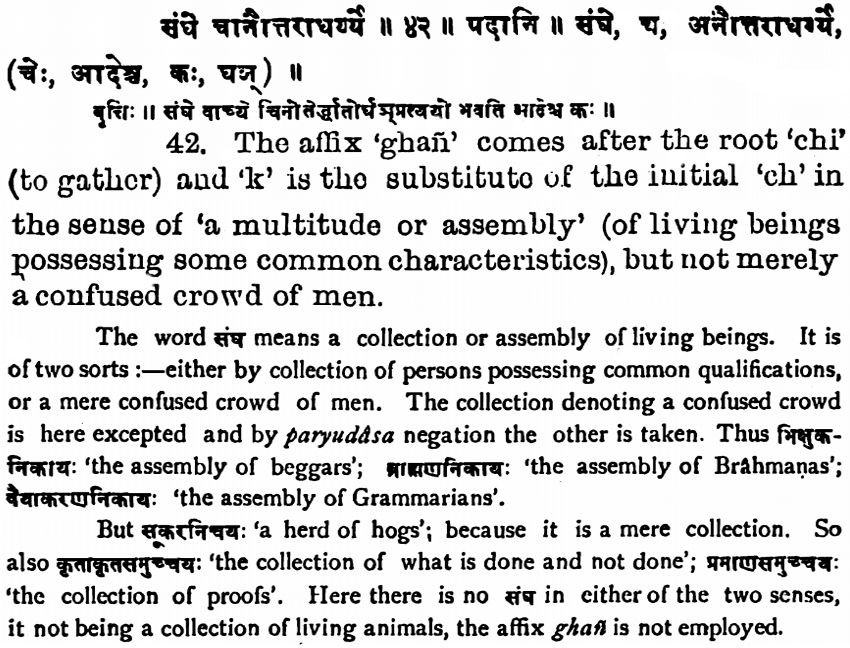 संघे चानौत्तराधर्य्ये ॥ ४२ ॥ पदानि ॥ संघे, च, अनौत्तराधर्य्ये,
(चेः, आदेश्च, कः, घञ्) ॥
वृत्तिः ॥ संघे वाच्ये चिनोतेर्द्धातोर्घञ्प्रत्ययो भवति आदेश्च कः ॥
42. The affix 'ghañ' comes after the root 'chi'
(to gather) and 'k' is the substitute of the initial 'ch' in
the sense of 'a multitude or assembly' (of living beings
possessing some common characteristics), but not merely
a confused crowd of men.
The word संघ means a collection or assembly of living beings. It is
of two sorts :—either by collection of persons possessing common qualifications,
or a mere confused crowd of men. The collection denoting a confused crowd
is here excepted and by paryudâsa negation the other is taken. Thus भिक्षुक-
निकायः 'the assembly of beggars'; ब्राह्मणनिकायः 'the assembly of Brâhmaṇas';
वैयाकरणनिकायः 'the assembly of Grammarians'.
But सूकरनिचयः 'a herd of hogs'; because it is a mere collection. So
also कृताकृतसमुच्चयः 'the collection of what is done and not done'; प्रमाणसमुच्चयः
'the collection of proofs'. Here there is no संघ in either of the two senses,
it not being a collection of living animals, the affix ghañ is not employed.